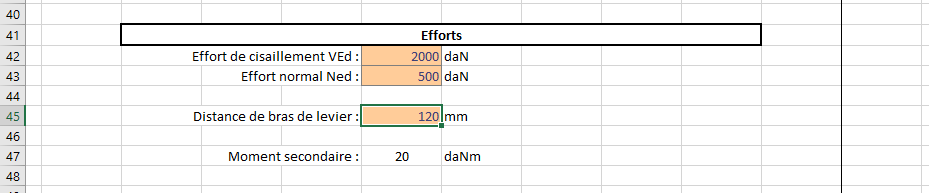 40
41 Efforts
42 Effort de cisaillement VEd : 2000 daN
43 Effort normal Ned : 500 daN
44
45 Distance de bras de levier : 120 mm
46
47 Moment secondaire : 20 daNm
48